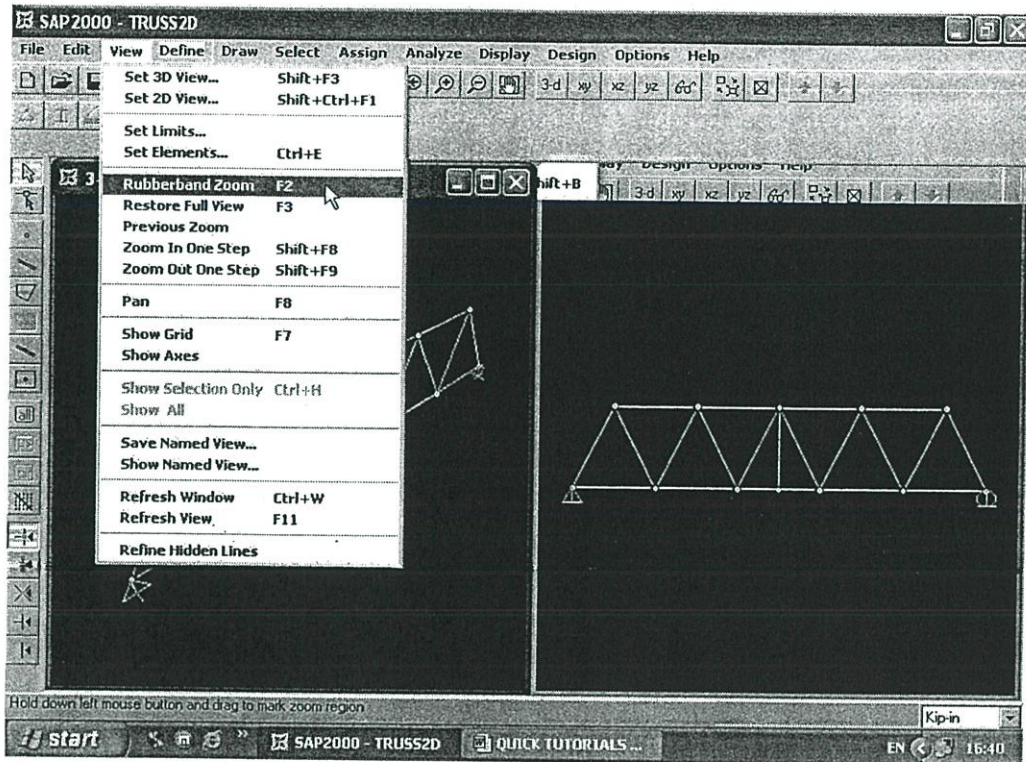 SAP2000 - TRUSS2D
File Edit View Define Draw Select Assign Analyze Display Design Options Help
Set 3D View... Shift+F3
Set 2D View... Shift+Ctrl+F1
3-d xy xz yz
Set Limits...
Set Elements... Ctrl+E
3-
Rubberband Zoom F2
hift+B
Design Options Help
3-d xy xz yz
Restore Full View F3
Previous Zoom
Zoom In One Step Shift+F8
Zoom Out One Step Shift+F9
Pan F8
Show Grid F7
Show Axes
Show Selection Only Ctrl+H
Show All
all
Save Named View...
Show Named View...
Refresh Window Ctrl+W
Refresh View F11
Refine Hidden Lines
Hold down left mouse button and drag to mark zoom region
Kip-in
start
SAP2000 - TRUSS2D
QUICK TUTORIALS ...
EN
16:40